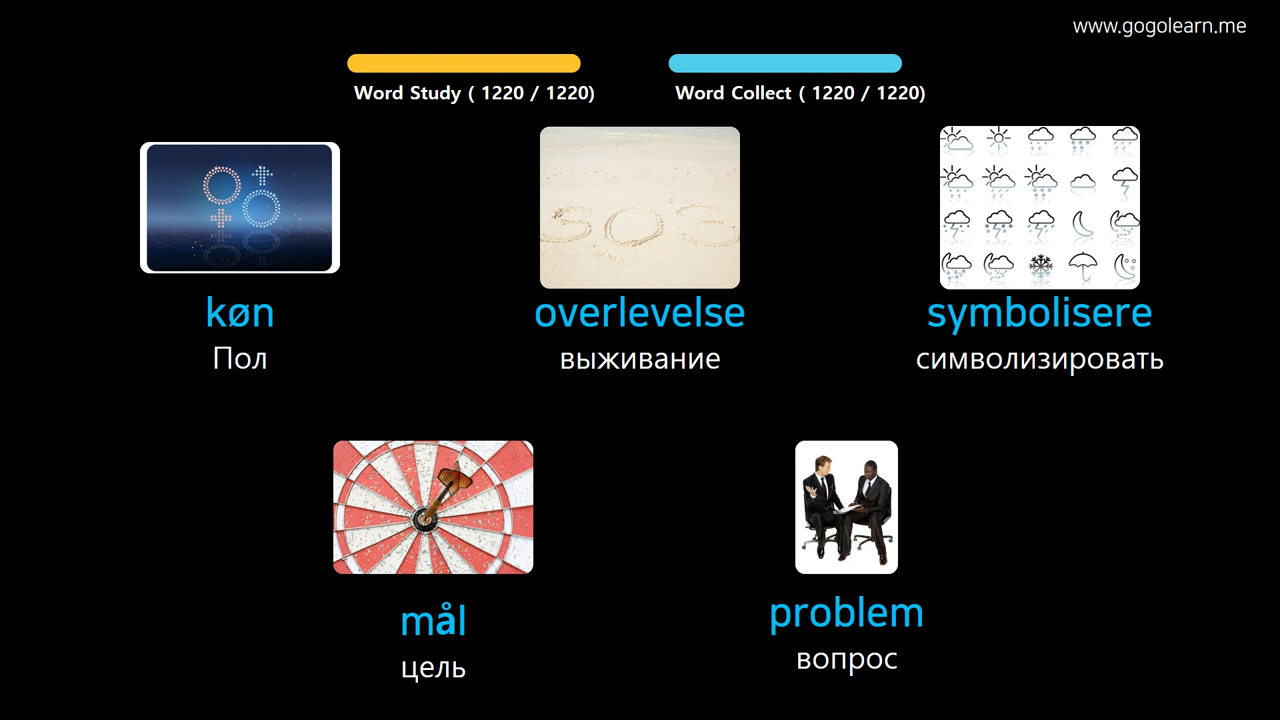 www.gogolearn.me
Word Study ( 1220 / 1220)
Word Collect ( 1220 / 1220)
SOS
køn
Пол
overlevelse
выживание
symbolisere
символизировать
mål
цель
problem
вопрос